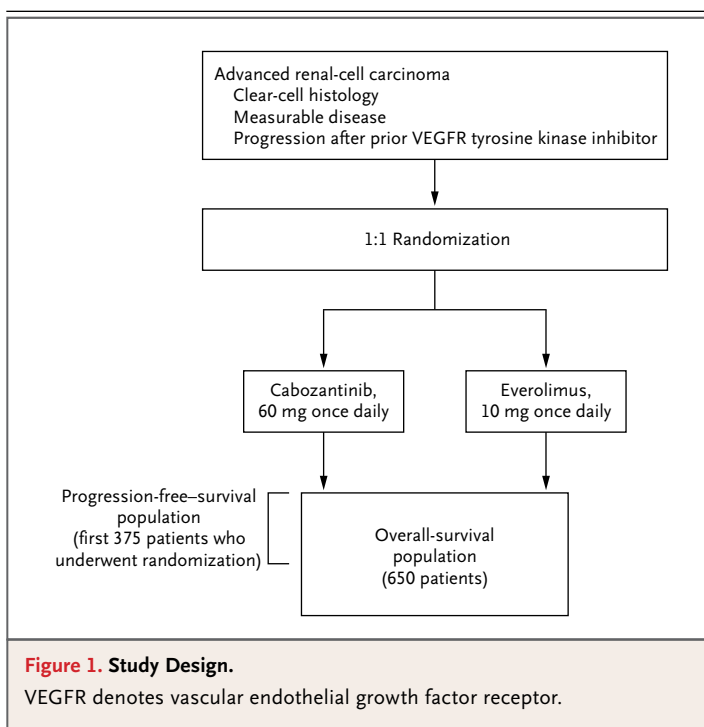 Advanced renal-cell carcinoma
Clear-cell histology
Measurable disease
Progression after prior VEGFR tyrosine kinase inhibitor
1:1 Randomization
Cabozantinib,
60 mg once daily
Everolimus,
10 mg once daily
Progression-free–survival
population
(first 375 patients who
underwent randomization)
Overall-survival
population
(650 patients)
Figure 1. Study Design.
VEGFR denotes vascular endothelial growth factor receptor.